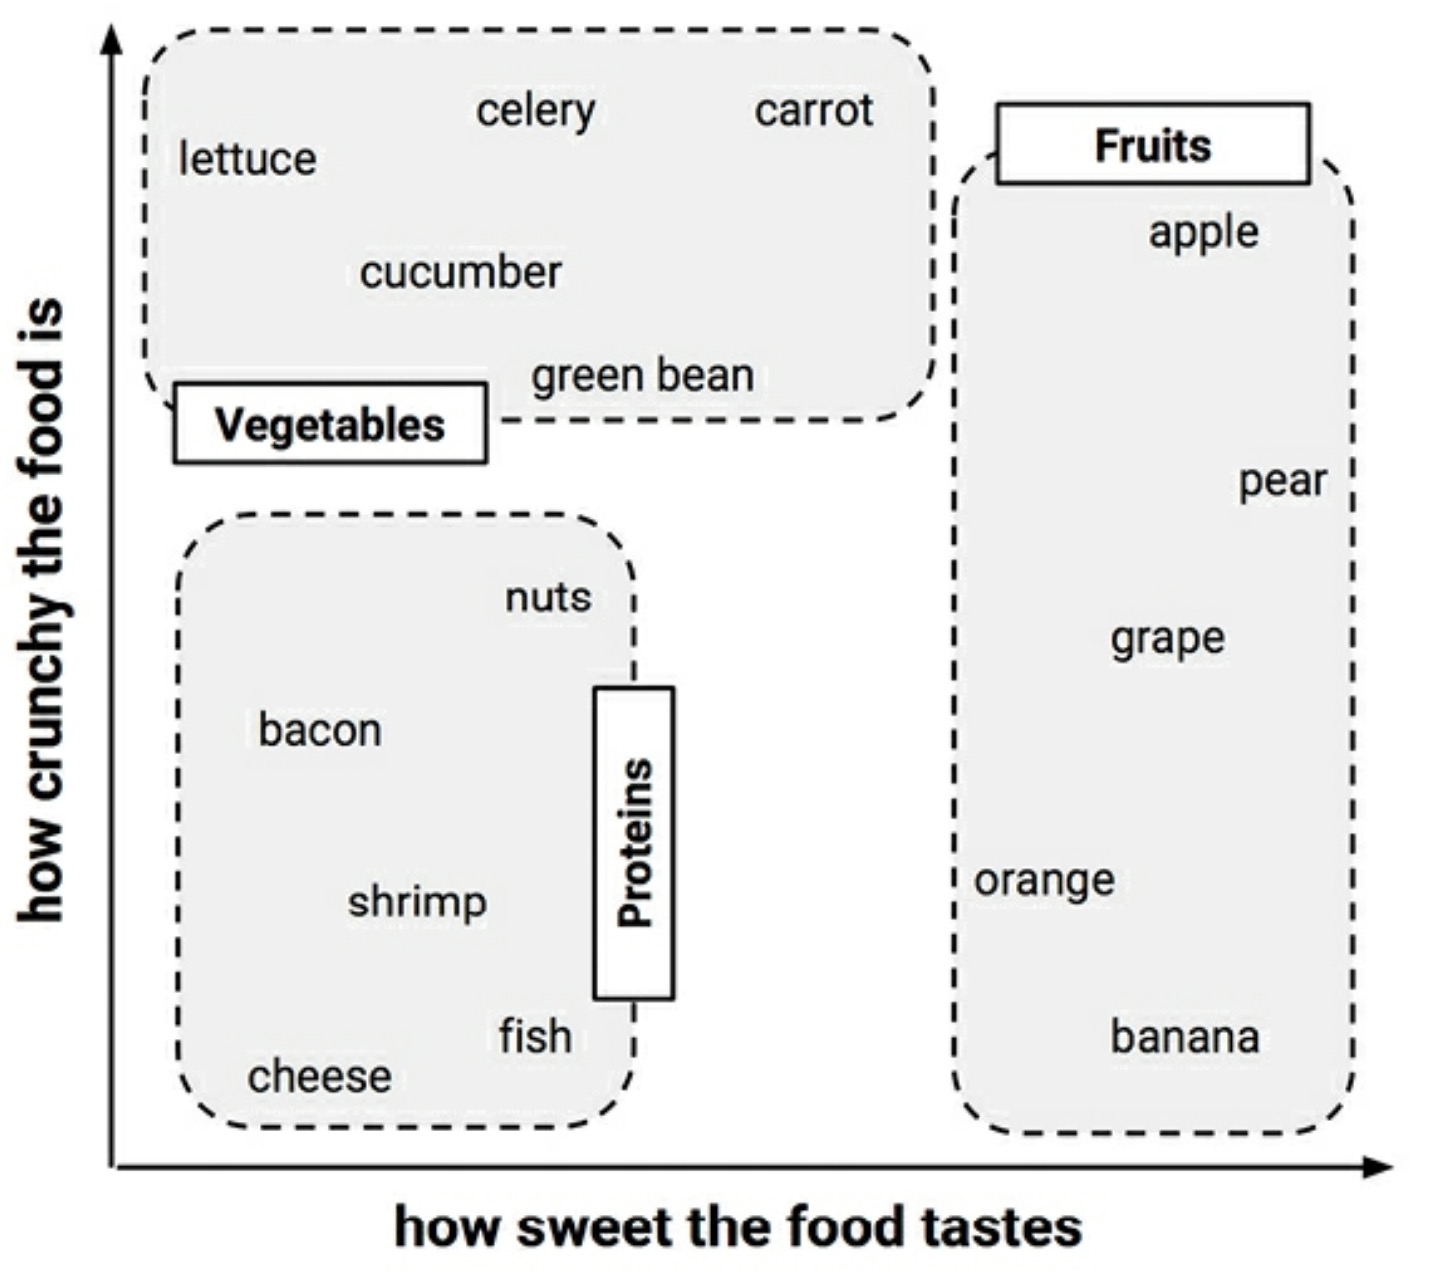 celery
carrot
lettuce
Fruits
apple
cucumber
green bean
Vegetables
pear
nuts
grape
bacon
Proteins
orange
shrimp
fish
banana
cheese
how crunchy the food is
how sweet the food tastes